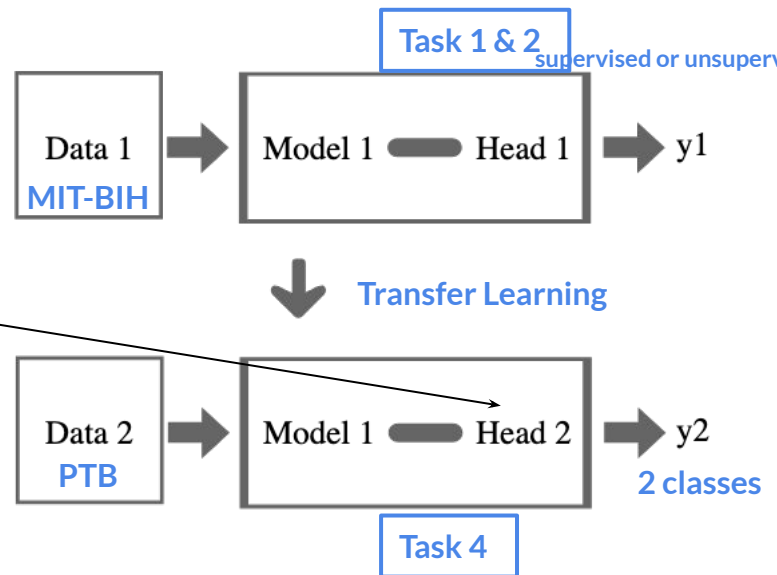 Task 1 & 2
supervised or
Data 1
Model 1
Head 1
y1
MIT-BIH
Transfer Learning
Data 2
Model 1
Head 2
y2
PTB
2 classes
Task 4